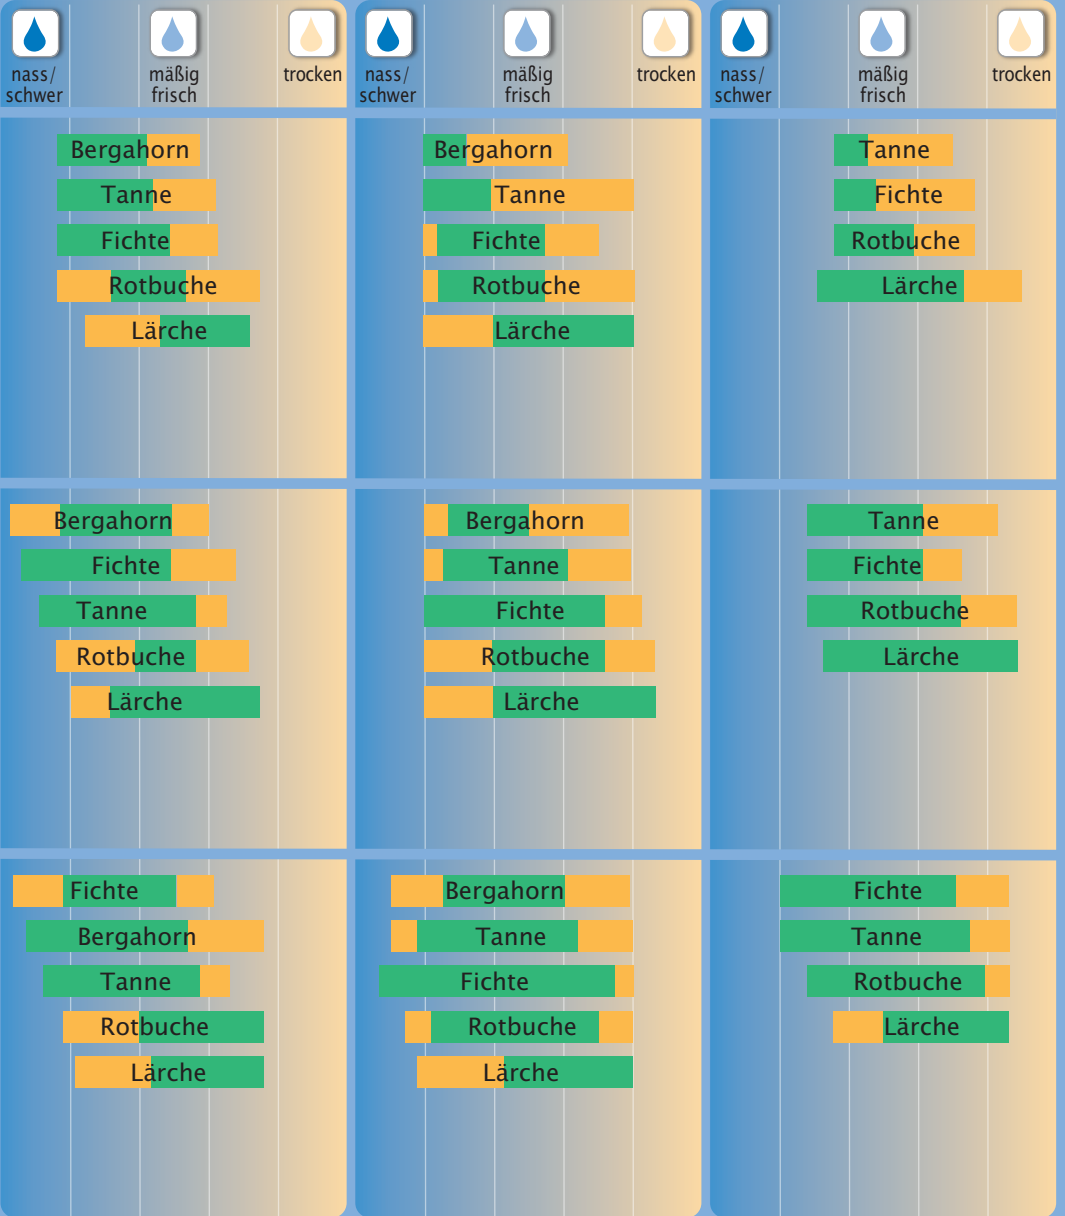 nass/
schwer
mäßig
frisch
trocken
nass/
schwer
mäßig
frisch
trocken
nass/
schwer
mäßig
frisch
trocken
Bergahorn
Tanne
Fichte
Rotbuche
Lärche
Bergahorn
Tanne
Fichte
Rotbuche
Lärche
Tanne
Fichte
Rotbuche
Lärche
Bergahorn
Fichte
Tanne
Rotbuche
Lärche
Bergahorn
Tanne
Fichte
Rotbuche
Lärche
Tanne
Fichte
Rotbuche
Lärche
Fichte
Bergahorn
Tanne
Rotbuche
Lärche
Bergahorn
Tanne
Fichte
Rotbuche
Lärche
Fichte
Tanne
Rotbuche
Lärche